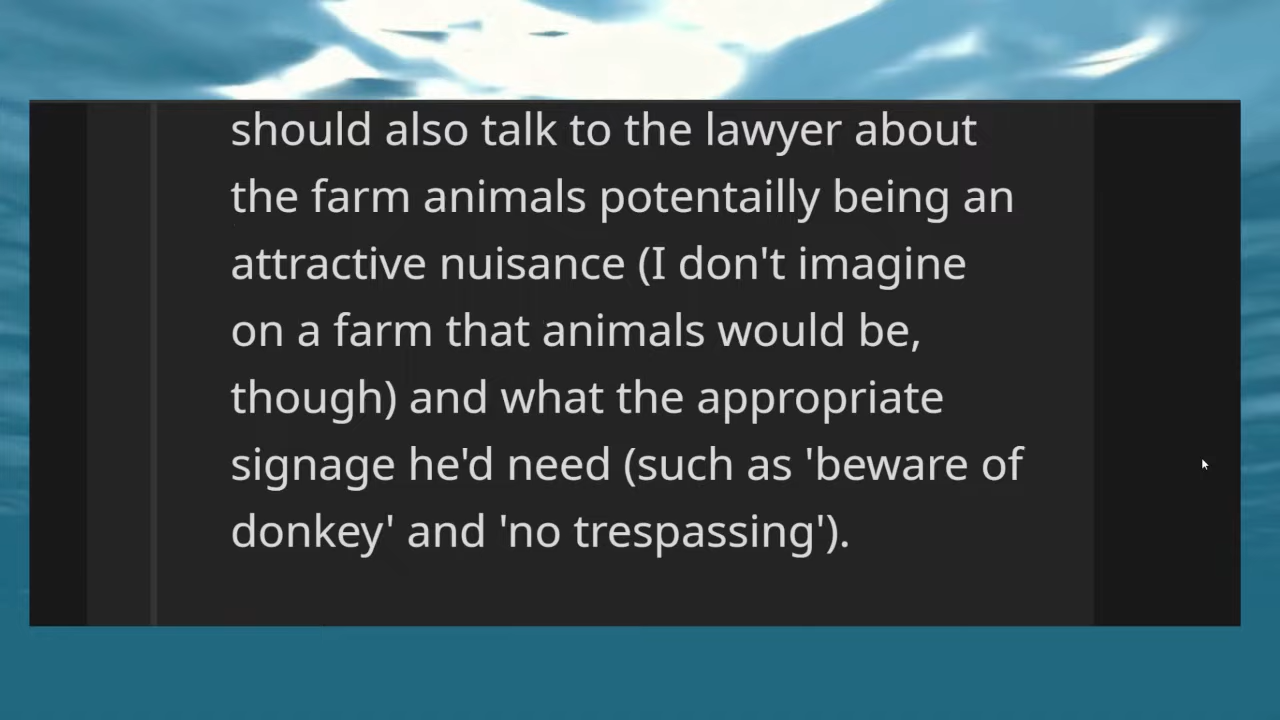 should also talk to the lawyer about
the farm animals potentailly being an
attractive nuisance (I don't imagine
on a farm that animals would be,
though) and what the appropriate
signage he'd need (such as 'beware of
donkey' and 'no trespassing').